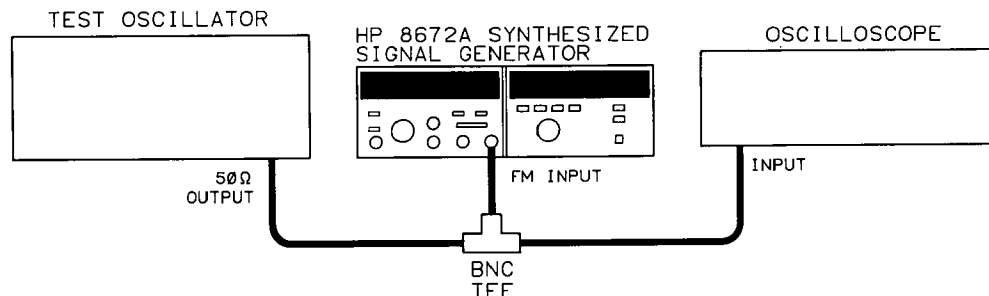 TEST OSCILLATOR
HP 8672A SYNTHESIZED
SIGNAL GENERATOR
OSCILLOSCOPE
50Ω
OUTPUT
FM INPUT
INPUT
BNC
TEE